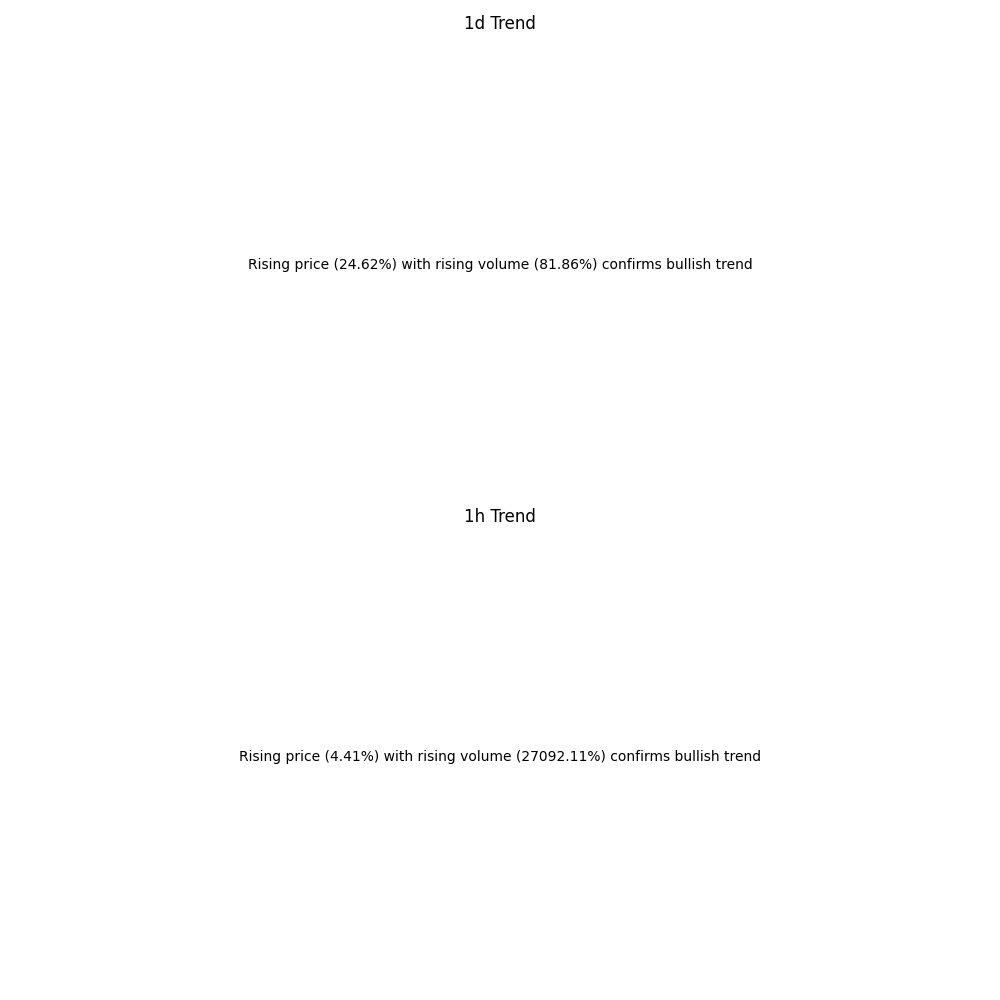 1d Trend
Rising price (24.62%) with rising volume (81.86%) confirms bullish trend
1h Trend
Rising price (4.41%) with rising volume (27092.11%) confirms bullish trend